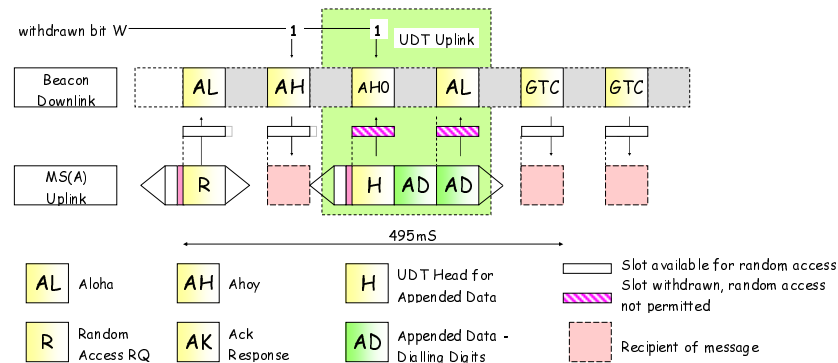 withdrawn bit W 1 1 UDT Uplink
Beacon Downlink
AL AH AH0 AL GTC GTC
MS(A) Uplink
R H AD AD
495mS
AL Aloha
AH Ahoy
H UDT Head for Appended Data
Slot available for random access
Slot withdrawn, random access not permitted
R Random Access RQ
AK Ack Response
AD Appended Data - Dialling Digits
Recipient of message